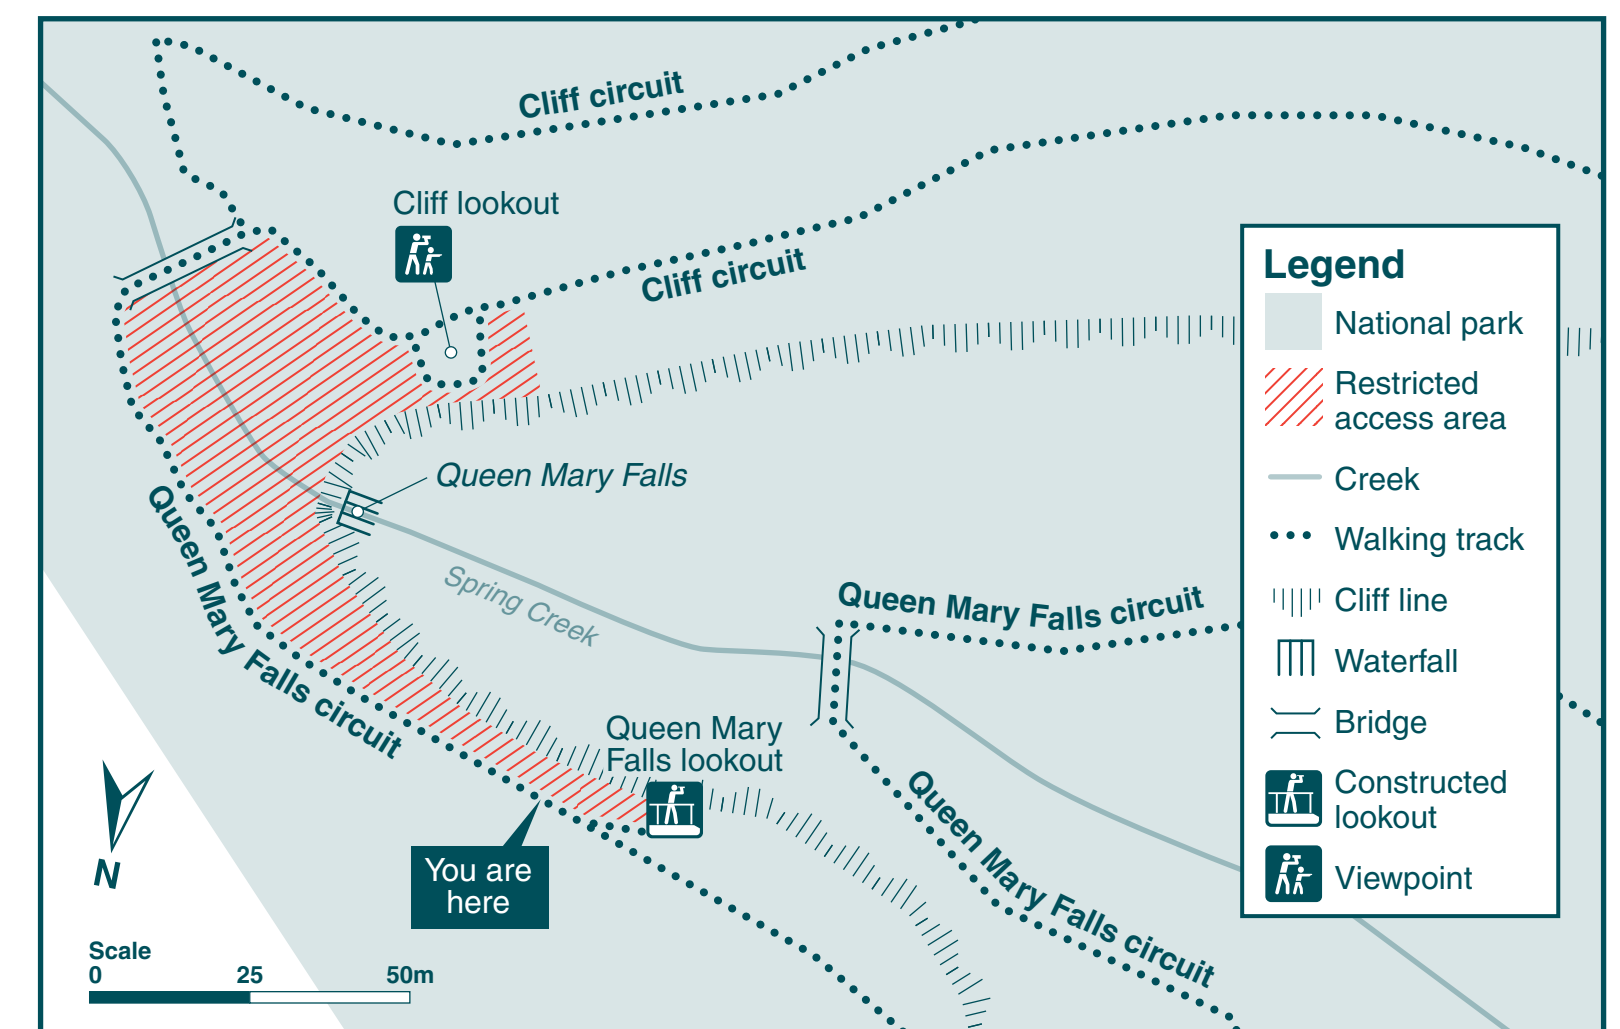 Cliff circuit
Cliff lookout
Cliff circuit
Queen Mary Falls
Spring Creek
Queen Mary Falls circuit
Queen Mary Falls circuit
Queen Mary
Falls lookout
Queen Mary Falls circuit
You are
here
N
Scale
0 25 50m
Legend
National park
Restricted
access area
Creek
Walking track
Cliff line
Waterfall
Bridge
Constructed
lookout
Viewpoint